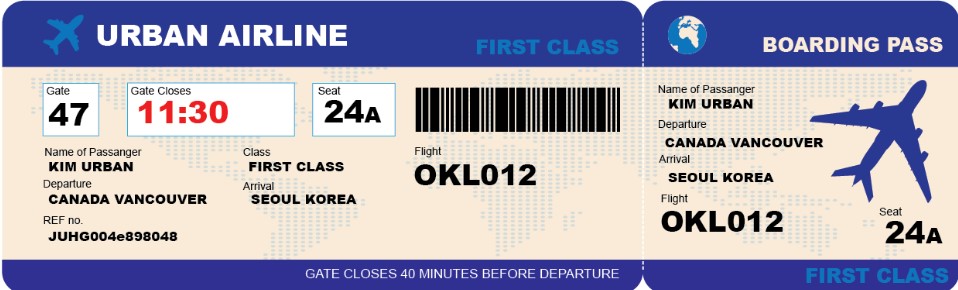 URBAN AIRLINE
FIRST CLASS
Gate
47
Gate Closes
11:30
Seat
24A
Name of Passanger
KIM URBAN
Class
FIRST CLASS
Departure
CANADA VANCOUVER
Arrival
SEOUL KOREA
REF no.
JUHG004e898048
Flight
OKL012
GATE CLOSES 40 MINUTES BEFORE DEPARTURE
BOARDING PASS
Name of Passanger
KIM URBAN
Departure
CANADA VANCOUVER
Arrival
SEOUL KOREA
Flight
OKL012
Seat
24A
FIRST CLASS